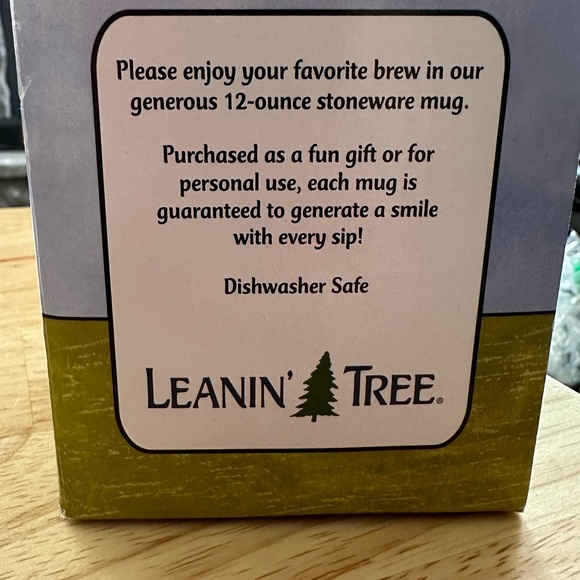 Please enjoy your favorite brew in our
generous 12-ounce stoneware mug.
Purchased as a fun gift or for
personal use, each mug is
guaranteed to generate a smile
with every sip!
Dishwasher Safe
LEANIN' TREE®